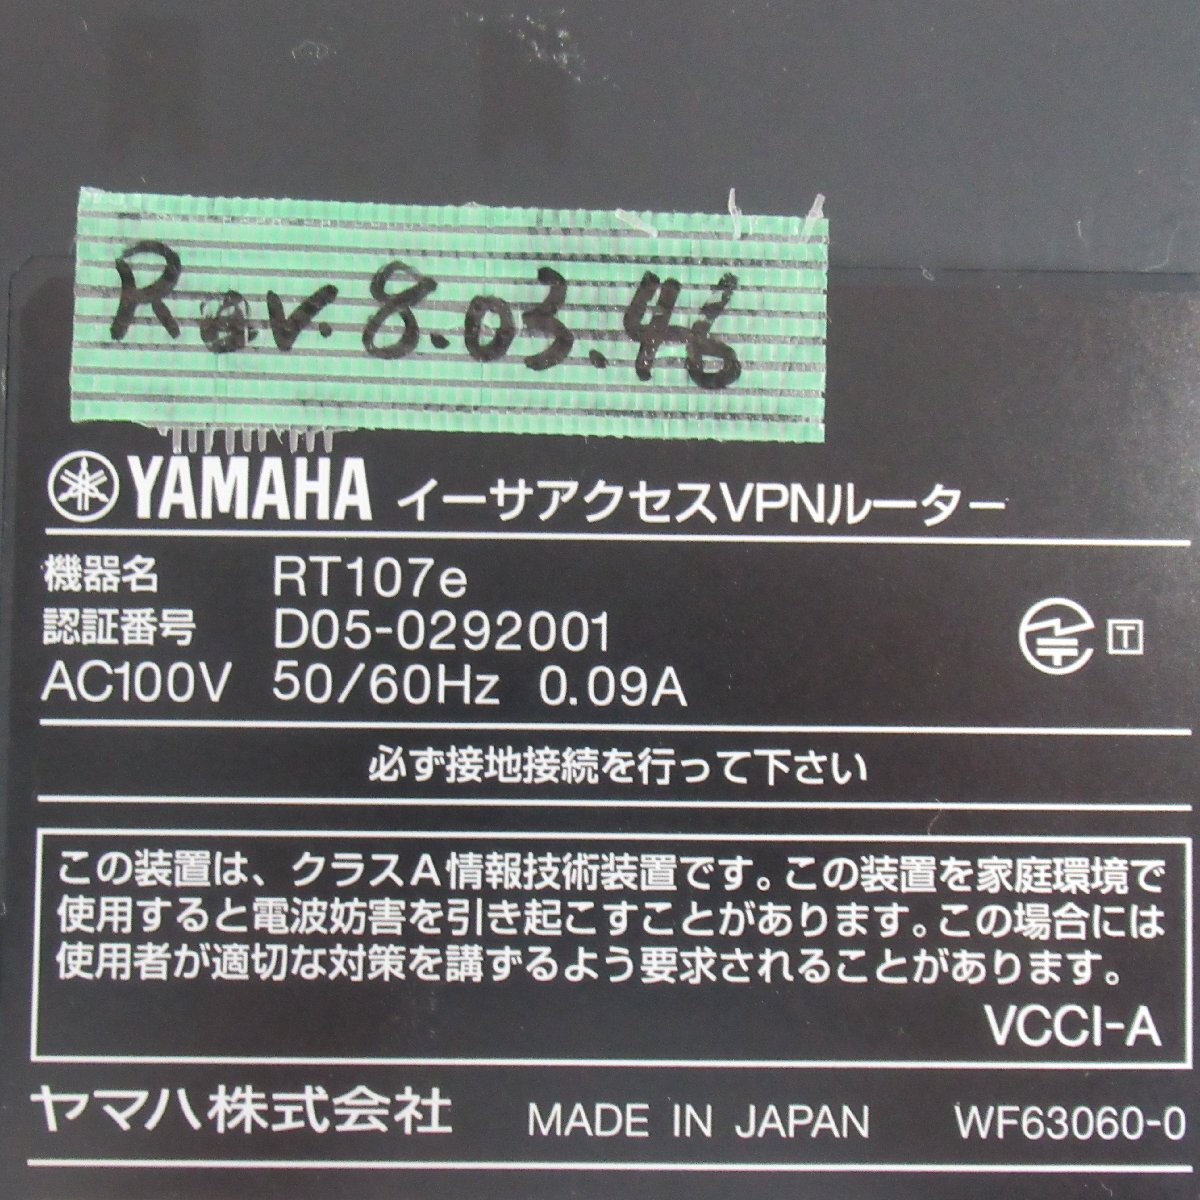 Rev.8.03.46
YAMAHA イーサアクセスVPNルーター
機器名 RT107e
認証番号 D05-0292001
AC100V 50/60Hz 0.09A
T
必ず接地接続を行って下さい
この装置は、クラスA情報技術装置です。この装置を家庭環境で
使用すると電波妨害を引き起こすことがあります。この場合には
使用者が適切な対策を講ずるよう要求されることがあります。
VCCI-A
ヤマハ株式会社 MADE IN JAPAN WF63060-0